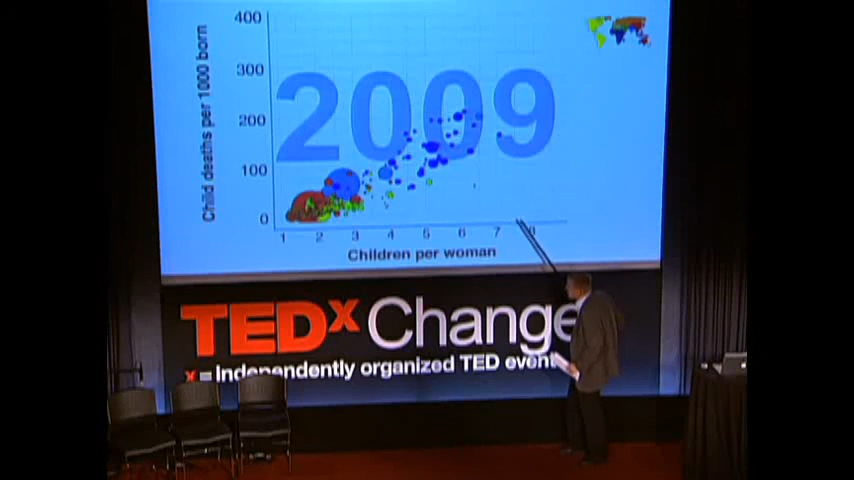 400
300
200
100
0
Child deaths per 1000 born
2009
1 2 3 4 5 6 7 8
Children per woman
TEDx Change
x = independently organized TED event